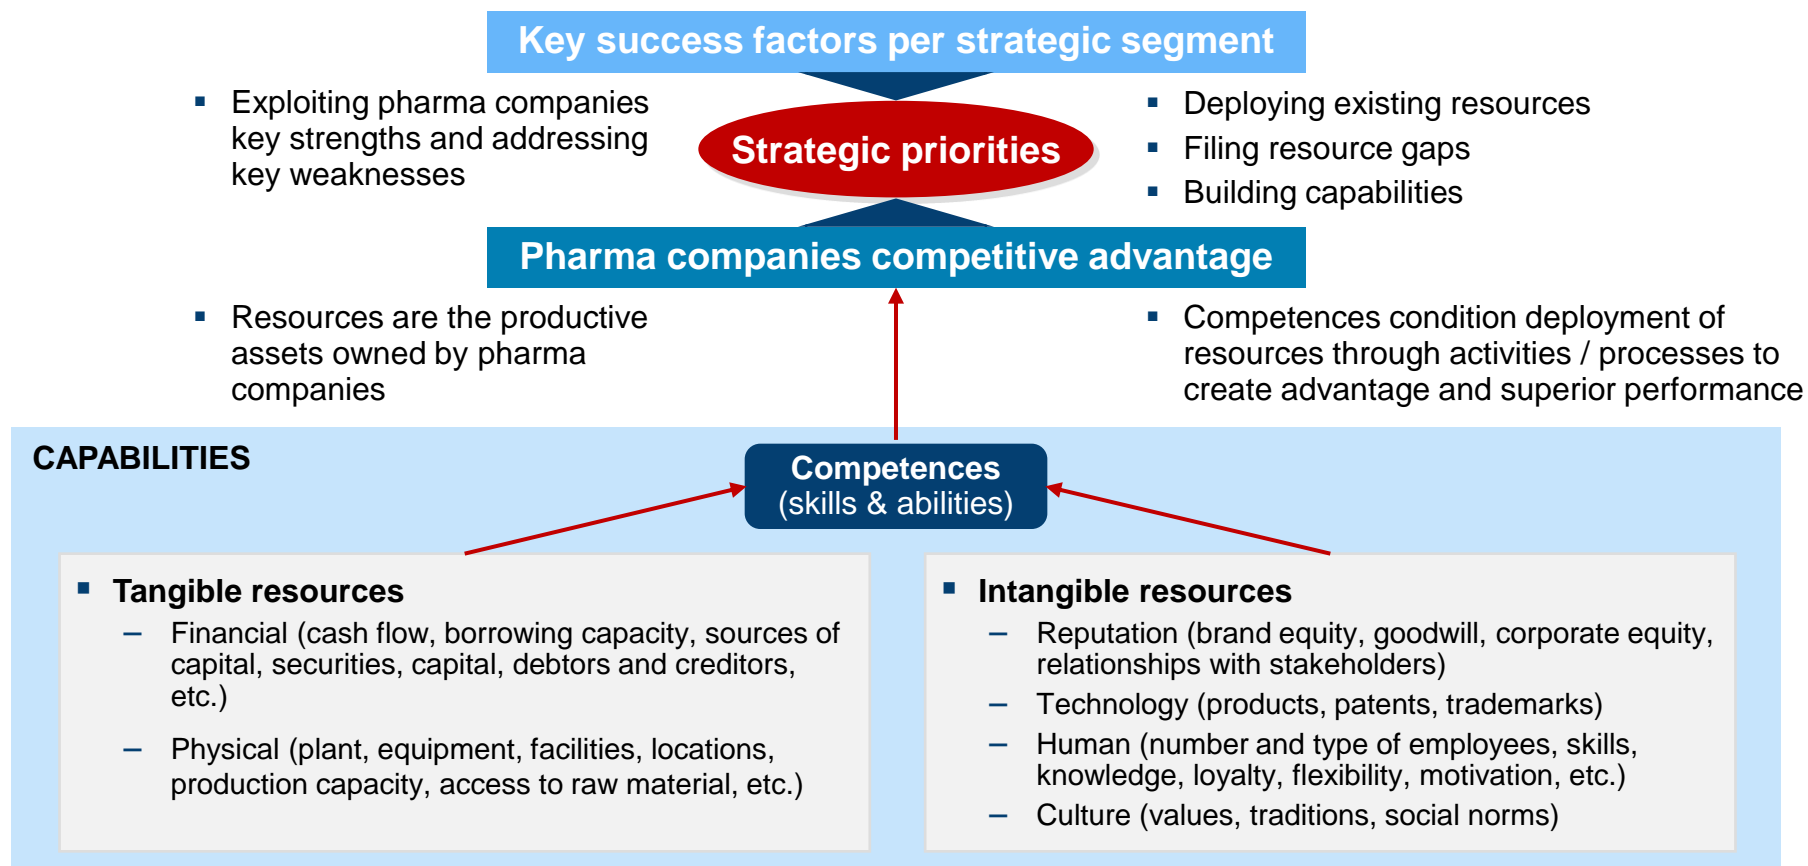 Key success factors per strategic segment
▪ Exploiting pharma companies
key strengths and addressing
key weaknesses
Strategic priorities
▪ Deploying existing resources
▪ Filing resource gaps
▪ Building capabilities
Pharma companies competitive advantage
▪ Resources are the productive
assets owned by pharma
companies
▪ Competences condition deployment of
resources through activities / processes to
create advantage and superior performance
CAPABILITIES
Competences
(skills & abilities)
▪ Tangible resources
– Financial (cash flow, borrowing capacity, sources of
capital, securities, capital, debtors and creditors,
etc.)
– Physical (plant, equipment, facilities, locations,
production capacity, access to raw material, etc.)
▪ Intangible resources
– Reputation (brand equity, goodwill, corporate equity,
relationships with stakeholders)
– Technology (products, patents, trademarks)
– Human (number and type of employees, skills,
knowledge, loyalty, flexibility, motivation, etc.)
– Culture (values, traditions, social norms)